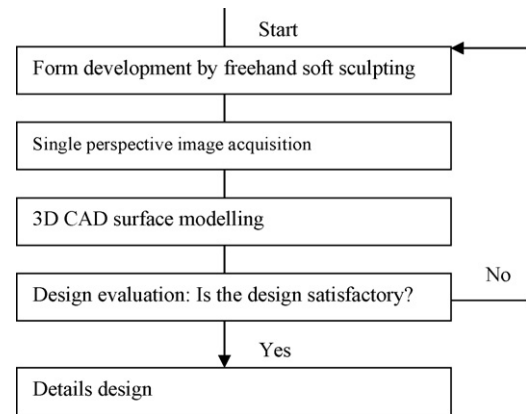 Start
Form development by freehand soft sculpting
Single perspective image acquisition
3D CAD surface modelling
Design evaluation: Is the design satisfactory?
No
Yes
Details design